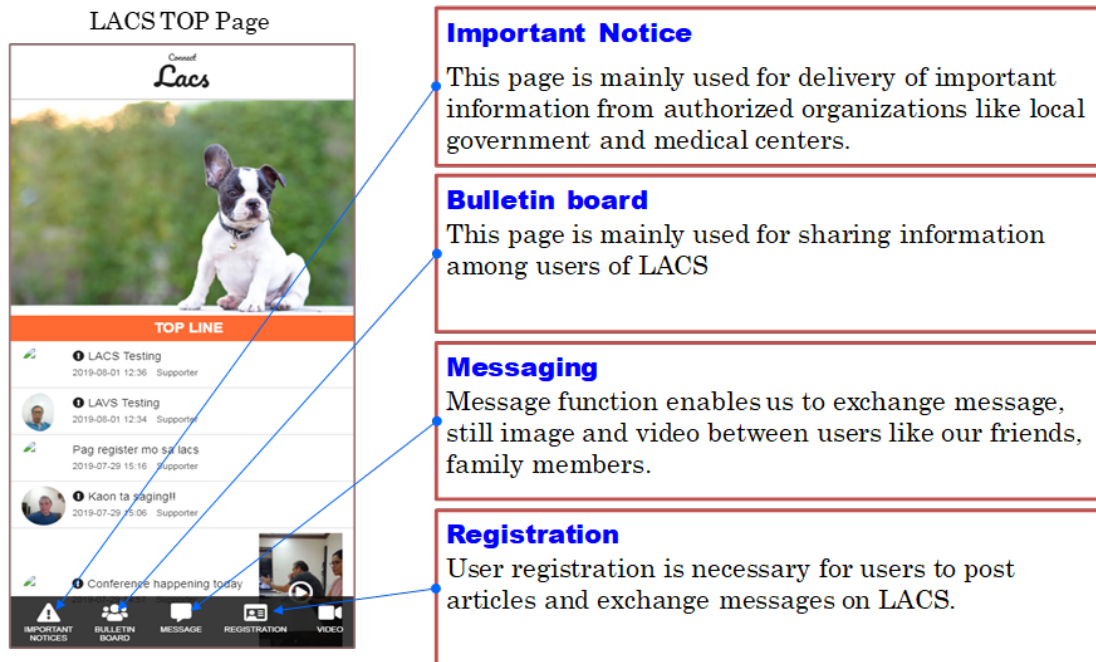 LACS TOP Page
Connect
Lacs
TOP LINE
LACS Testing
2019-08-01 12:36 Supporter
LAVS Testing
2019-08-01 12:34 Supporter
Pag register mo sa lacs
2019-07-29 15:16 Supporter
Kaon ta saging!!
2019-07-29 15:06 Supporter
Conference happening today
IMPORTANT
NOTICES
BULLETIN
BOARD
MESSAGE
REGISTRATION
VIDEO
Important Notice
This page is mainly used for delivery of important
information from authorized organizations like local
government and medical centers.
Bulletin board
This page is mainly used for sharing information
among users of LACS
Messaging
Message function enables us to exchange message,
still image and video between users like our friends,
family members.
Registration
User registration is necessary for users to post
articles and exchange messages on LACS.